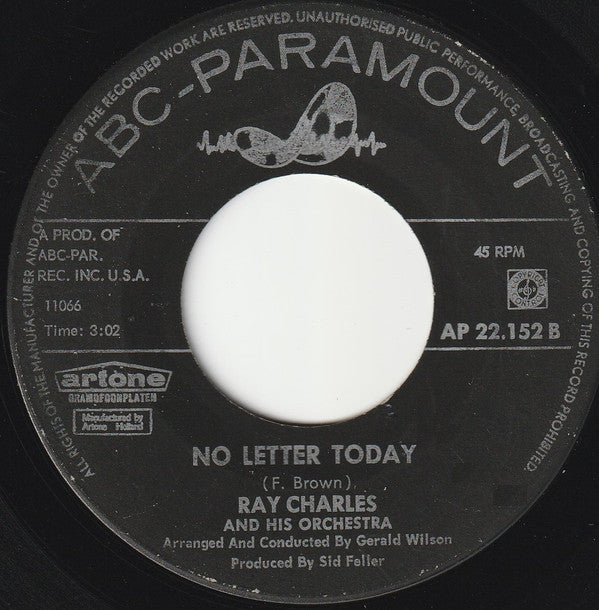 ALL RIGHTS OF THE MANUFACTURER AND OF THE OWNER OF THE RECORDED WORK ARE RESERVED. UNAUTHORISED PUBLIC PERFORMANCE, BROADCASTING AND COPYING OF THIS RECORD PROHIBITED.
ABC-PARAMOUNT
A PROD. OF
ABC-PAR.
REC. INC. U.S.A.
11066
Time: 3:02
45 RPM
AP 22.152 B
artone
GRAMOFOONPLATEN
Manufactured by
Artone Holland
NO LETTER TODAY
(F. Brown)
RAY CHARLES
AND HIS ORCHESTRA
Arranged And Conducted By Gerald Wilson
Produced By Sid Feller